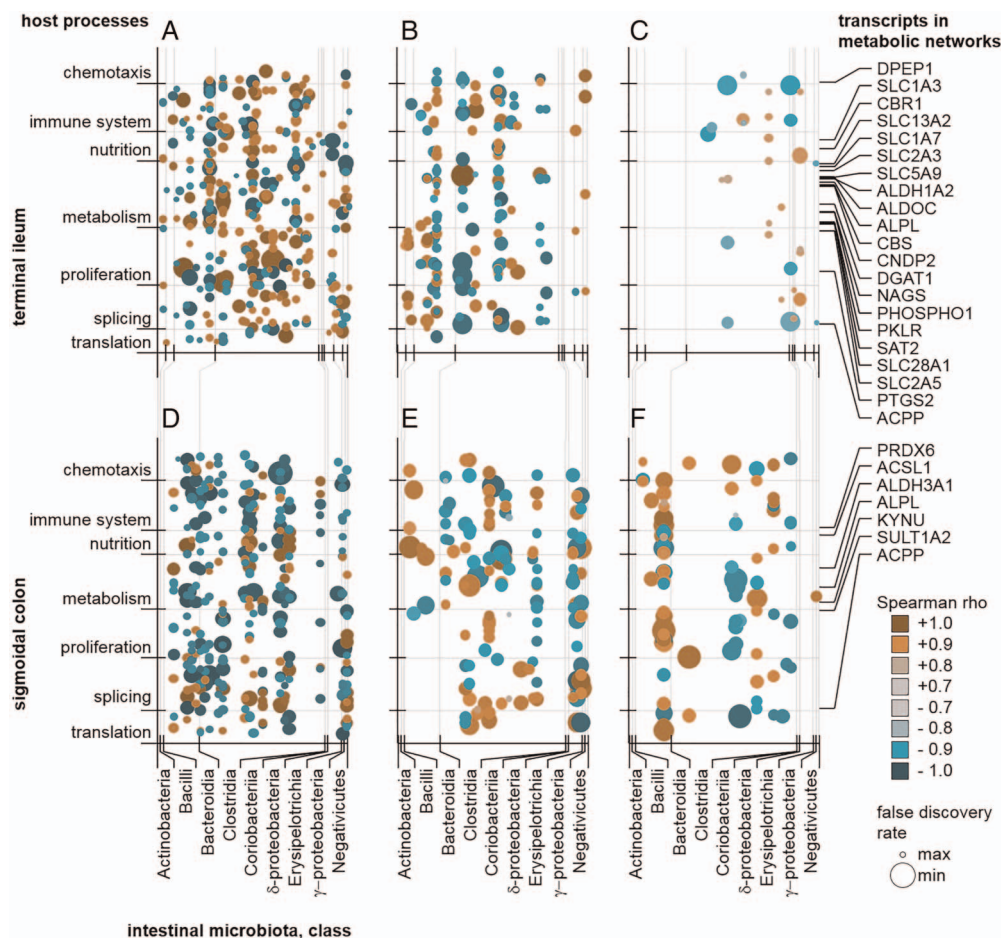 host processes
A
B
C
transcripts in
metabolic networks
terminal ileum
chemotaxis
immune system
nutrition
metabolism
proliferation
splicing
translation
DPEP1
SLC1A3
CBR1
SLC13A2
SLC1A7
SLC2A3
SLC5A9
ALDH1A2
ALDOC
ALPL
CBS
CNDP2
DGAT1
NAGS
PHOSPHO1
PKLR
SAT2
SLC28A1
SLC2A5
PTGS2
ACPP
D
E
F
sigmoidal colon
chemotaxis
immune system
nutrition
metabolism
proliferation
splicing
translation
PRDX6
ACSL1
ALDH3A1
ALPL
KYNU
SULT1A2
ACPP
Spearman rho
+1.0
+0.9
+0.8
+0.7
- 0.7
- 0.8
- 0.9
- 1.0
false discovery
rate
max
min
Actinobacteria
Bacilli
Bacteroidia
Clostridia
Coriobacteriia
δ-proteobacteria
Erysipelotrichia
γ-proteobacteria
Negativicutes
Actinobacteria
Bacilli
Bacteroidia
Clostridia
Coriobacteriia
δ-proteobacteria
Erysipelotrichia
γ-proteobacteria
Negativicutes
Actinobacteria
Bacilli
Bacteroidia
Clostridia
Coriobacteriia
δ-proteobacteria
Erysipelotrichia
γ-proteobacteria
Negativicutes
intestinal microbiota, class